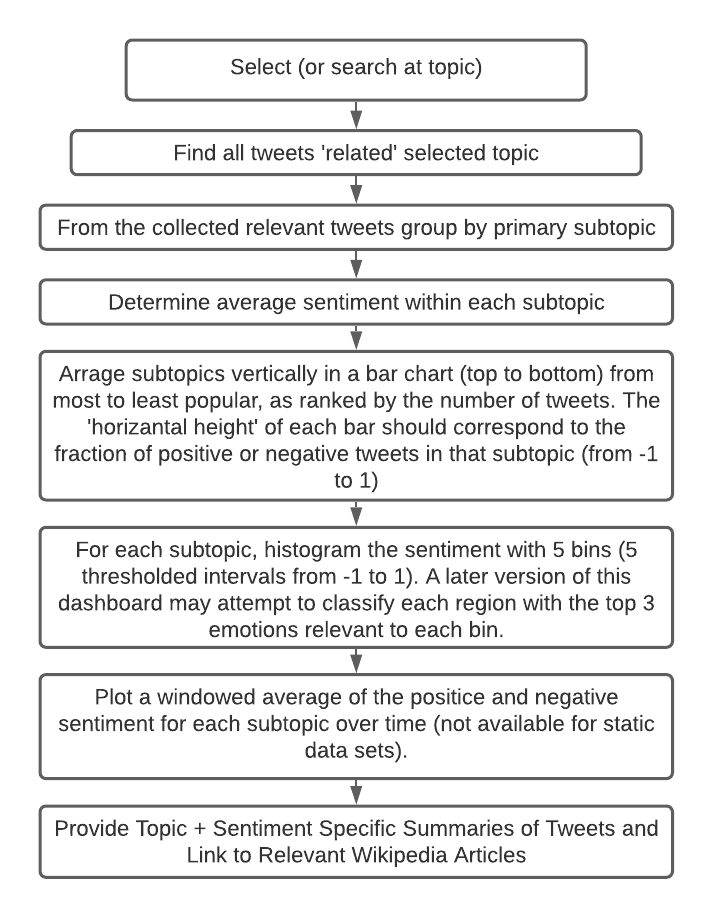 Select (or search at topic)
Find all tweets 'related' selected topic
From the collected relevant tweets group by primary subtopic
Determine average sentiment within each subtopic
Arrage subtopics vertically in a bar chart (top to bottom) from
most to least popular, as ranked by the number of tweets. The
'horizantal height' of each bar should correspond to the
fraction of positive or negative tweets in that subtopic (from -1
to 1)
For each subtopic, histogram the sentiment with 5 bins (5
thresholded intervals from -1 to 1). A later version of this
dashboard may attempt to classify each region with the top 3
emotions relevant to each bin.
Plot a windowed average of the positice and negative
sentiment for each subtopic over time (not available for static
data sets).
Provide Topic + Sentiment Specific Summaries of Tweets and
Link to Relevant Wikipedia Articles